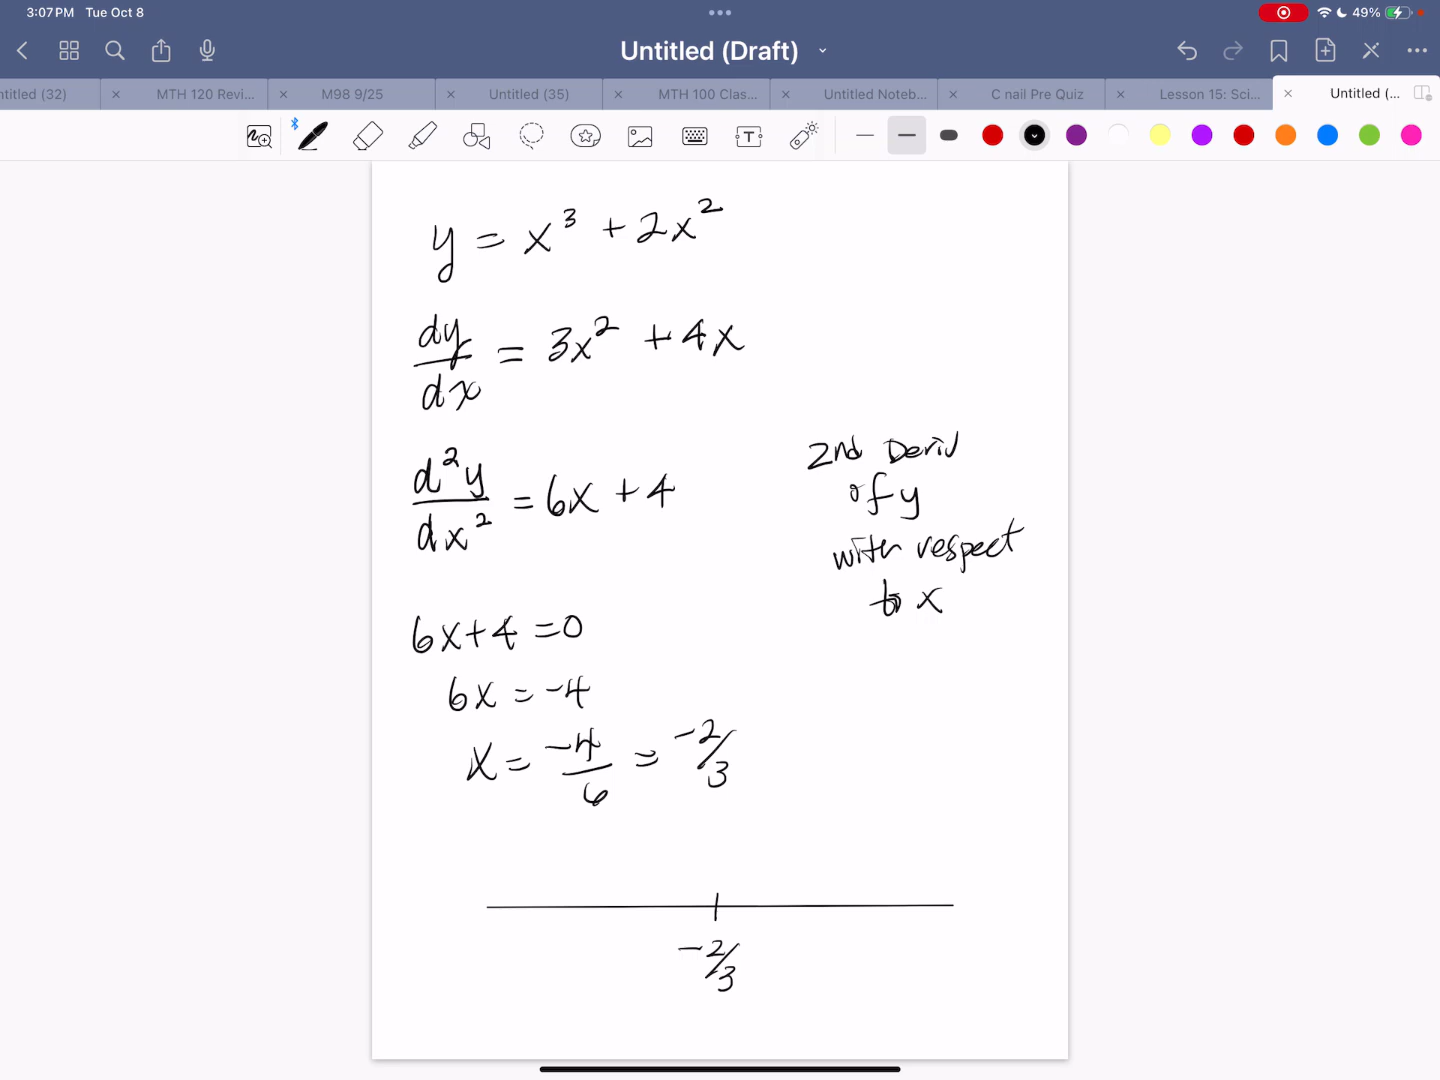 3:07 PM Tue Oct 8
49%
Untitled (Draft)
ntitled (32)
MTH 120 Revi...
M98 9/25
Untitled (35)
MTH 100 Clas...
Untitled Noteb...
C nail Pre Quiz
Lesson 15: Sci...
Untitled (...
y = x³ + 2x²
dy/dx = 3x² + 4x
d²y/dx² = 6x + 4
2nd Deriv
of y
with respect
to x
6x+4 = 0
6x = -4
x = -4/6 = -2/3
-2/3